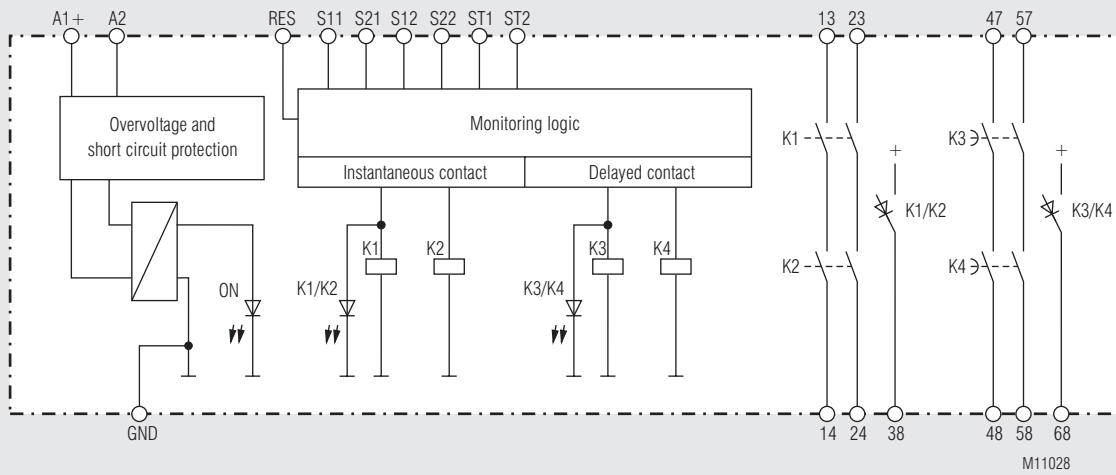 A1+ A2 RES S11 S21 S12 S22 ST1 ST2 13 23 47 57
Overvoltage and
short circuit protection
Monitoring logic
Instantaneous contact Delayed contact
K1 K3
+ +
K1/K2 K3/K4
K1 K2 K3 K4
K2 K4
ON K1/K2 K3/K4
GND 14 24 38 48 58 68
M11028